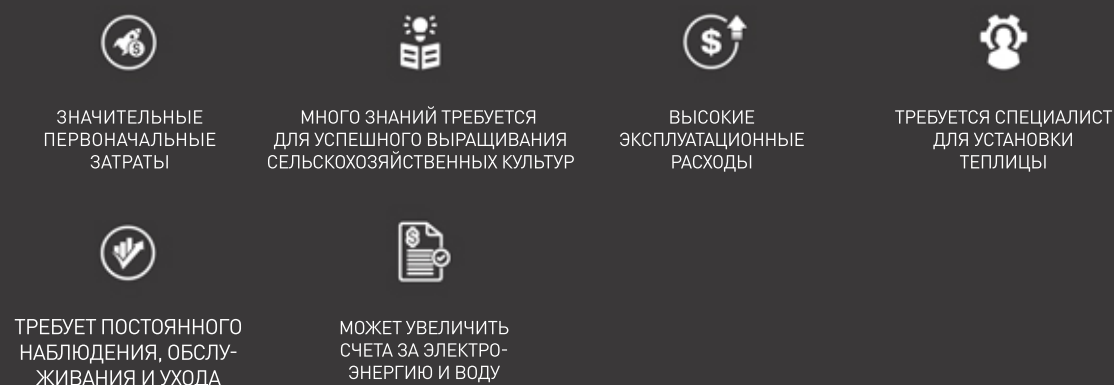 ЗНАЧИТЕЛЬНЫЕ
ПЕРВОНАЧАЛЬНЫЕ
ЗАТРАТЫ
МНОГО ЗНАНИЙ ТРЕБУЕТСЯ
ДЛЯ УСПЕШНОГО ВЫРАЩИВАНИЯ
СЕЛЬСКОХОЗЯЙСТВЕННЫХ КУЛЬТУР
ВЫСОКИЕ
ЭКСПЛУАТАЦИОННЫЕ
РАСХОДЫ
ТРЕБУЕТСЯ СПЕЦИАЛИСТ
ДЛЯ УСТАНОВКИ
ТЕПЛИЦЫ
ТРЕБУЕТ ПОСТОЯННОГО
НАБЛЮДЕНИЯ, ОБСЛУ-
ЖИВАНИЯ И УХОДА
МОЖЕТ УВЕЛИЧИТЬ
СЧЕТА ЗА ЭЛЕКТРО-
ЭНЕРГИЮ И ВОДУ